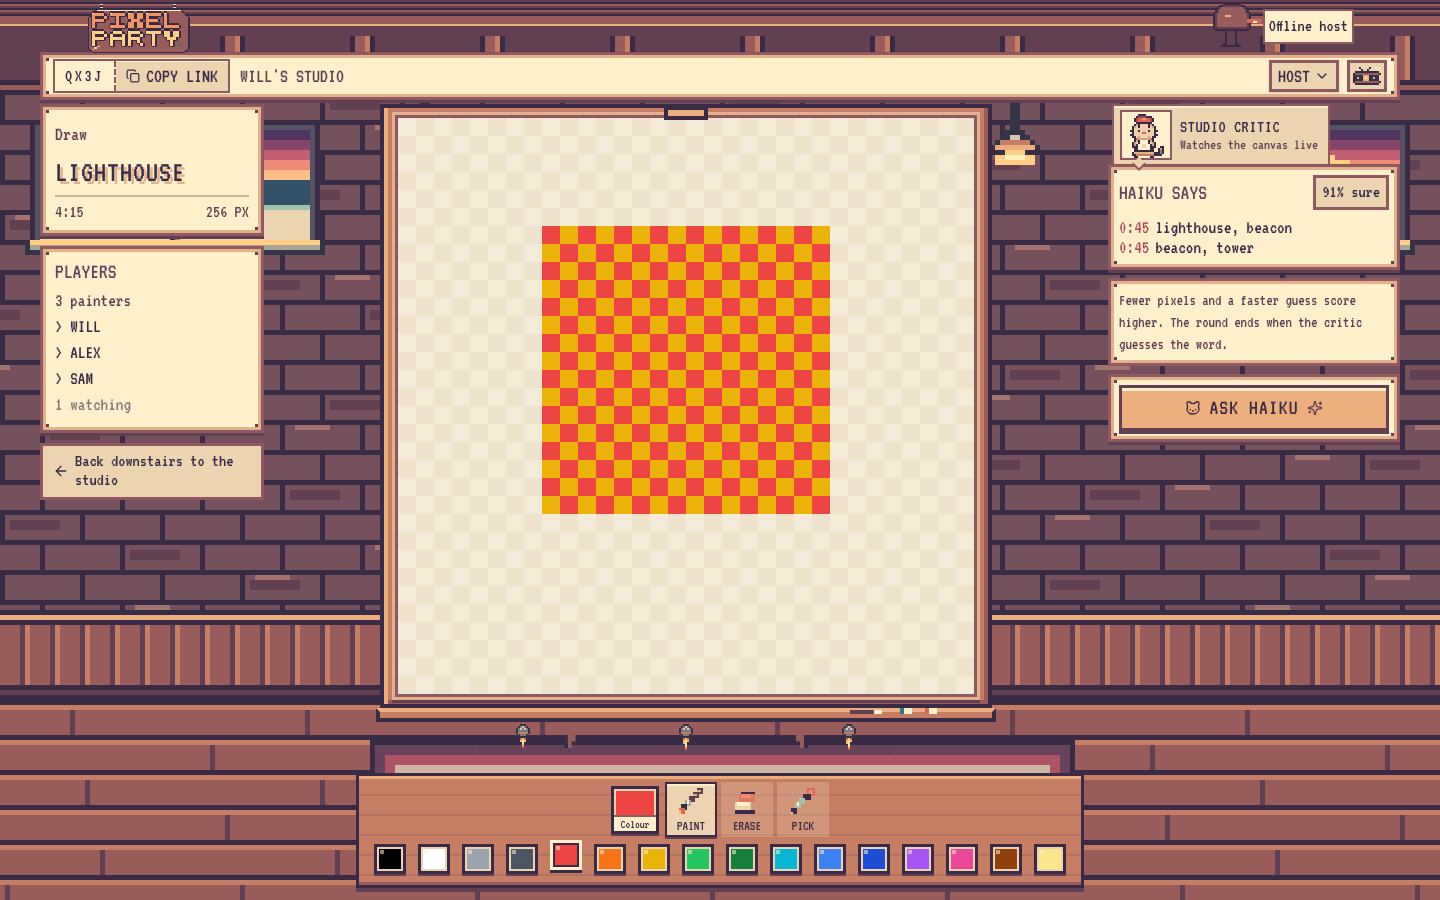 PIXEL
PARTY
Offline host
QX3J
COPY LINK
WILL'S STUDIO
HOST
Draw
LIGHTHOUSE
4:15
256 PX
PLAYERS
3 painters
> WILL
> ALEX
> SAM
1 watching
Back downstairs to the
studio
STUDIO CRITIC
Watches the canvas live
HAIKU SAYS
91% sure
0:45 lighthouse, beacon
0:45 beacon, tower
Fewer pixels and a faster guess score
higher. The round ends when the critic
guesses the word.
ASK HAIKU
Colour
PAINT
ERASE
PICK